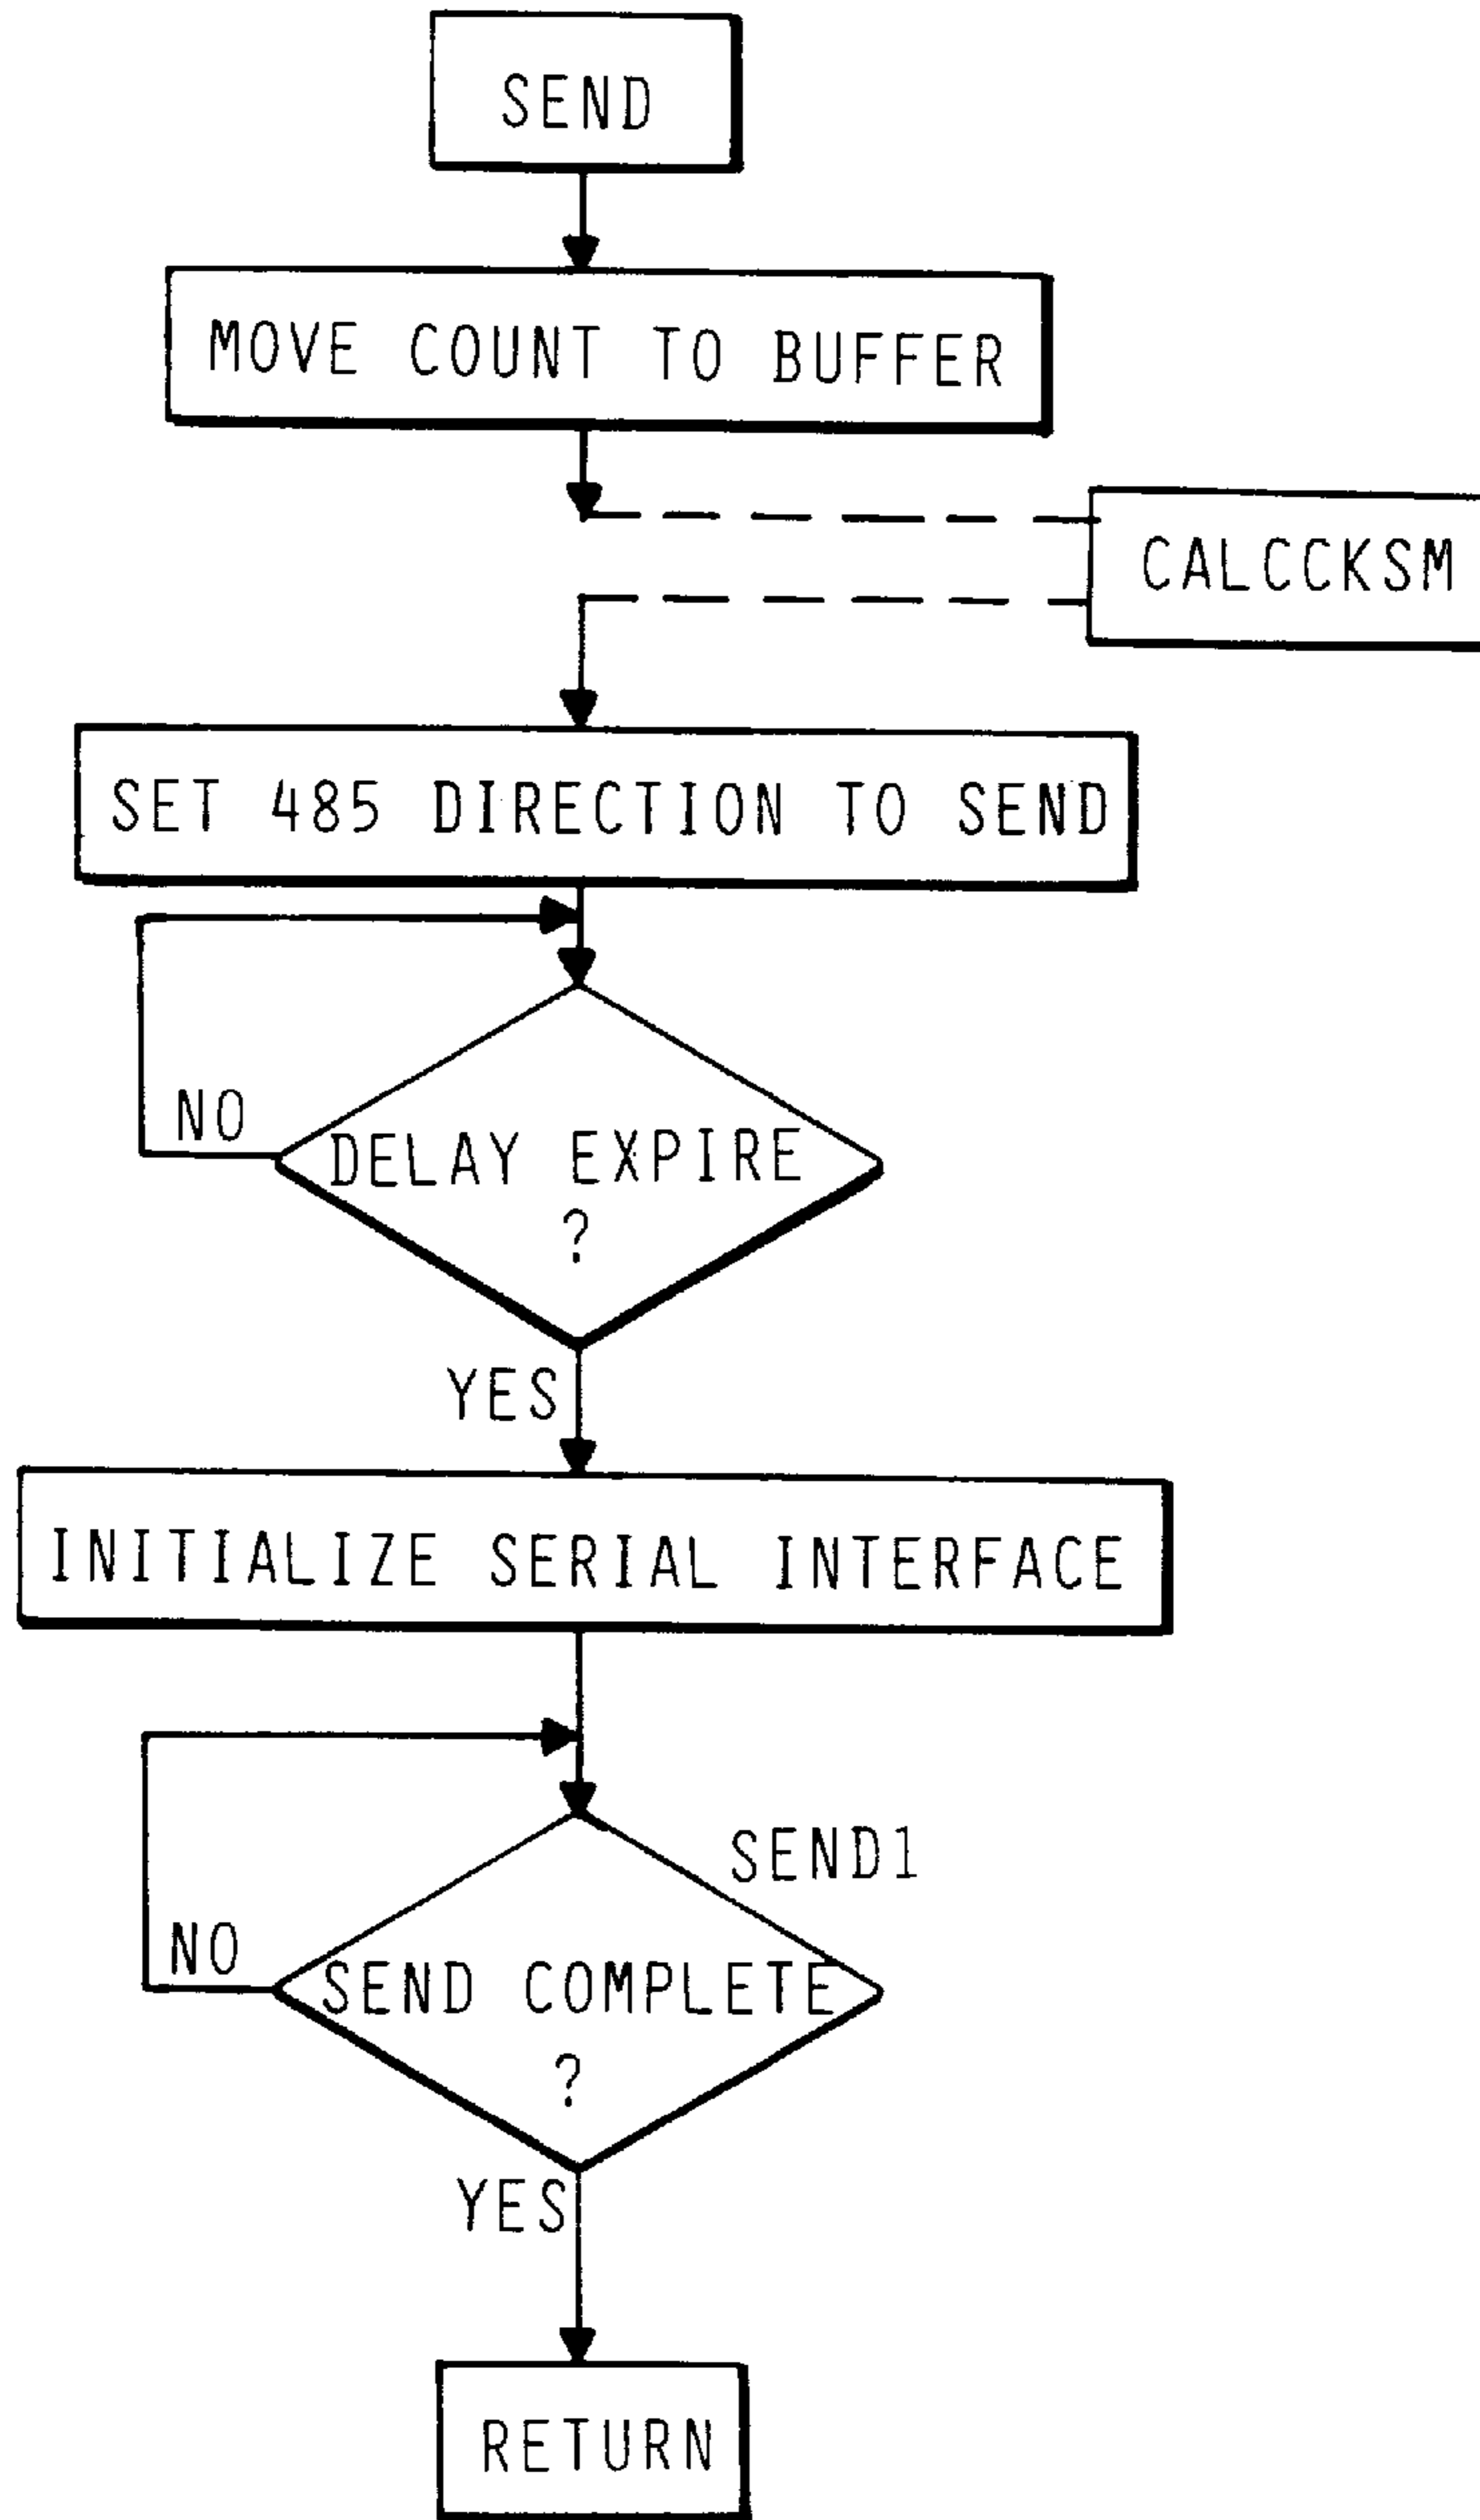 SEND
MOVE COUNT TO BUFFER
CALCCKSM
SET 485 DIRECTION TO SEND
NO
DELAY EXPIRE
?
YES
INITIALIZE SERIAL INTERFACE
SEND1
NO
SEND COMPLETE
?
YES
RETURN